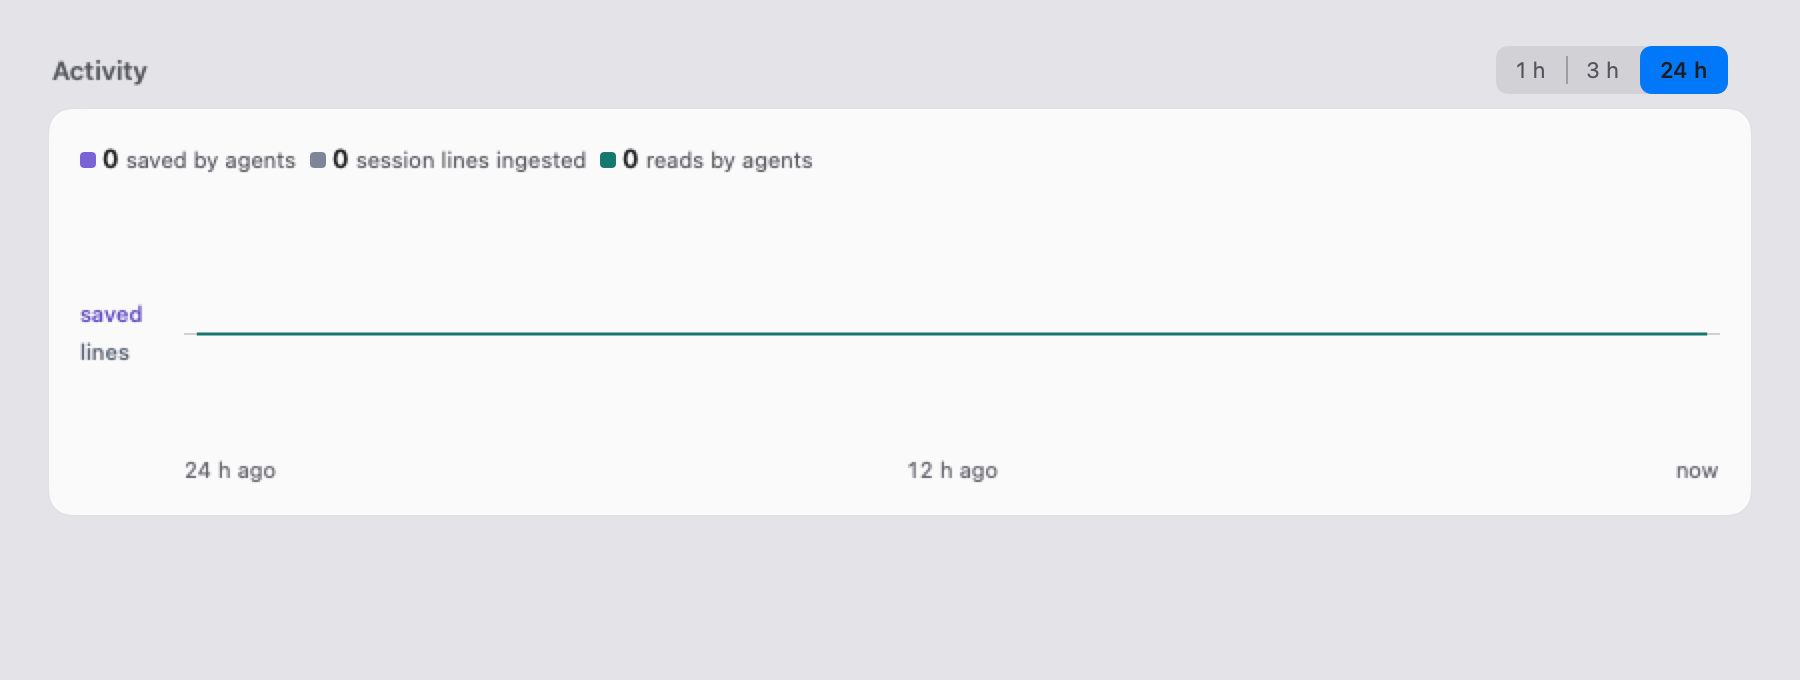 Activity
1 h 3 h 24 h
0 saved by agents 0 session lines ingested 0 reads by agents
saved
lines
24 h ago 12 h ago now